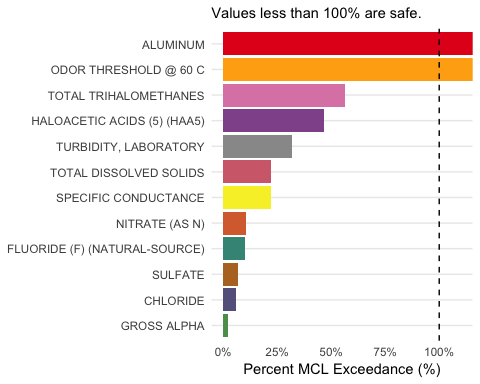 Values less than 100% are safe.
ALUMINUM
ODOR THRESHOLD @ 60 C
TOTAL TRIHALOMETHANES
HALOACETIC ACIDS (5) (HAA5)
TURBIDITY, LABORATORY
TOTAL DISSOLVED SOLIDS
SPECIFIC CONDUCTANCE
NITRATE (AS N)
FLUORIDE (F) (NATURAL-SOURCE)
SULFATE
CHLORIDE
GROSS ALPHA
0% 25% 50% 75% 100%
Percent MCL Exceedance (%)